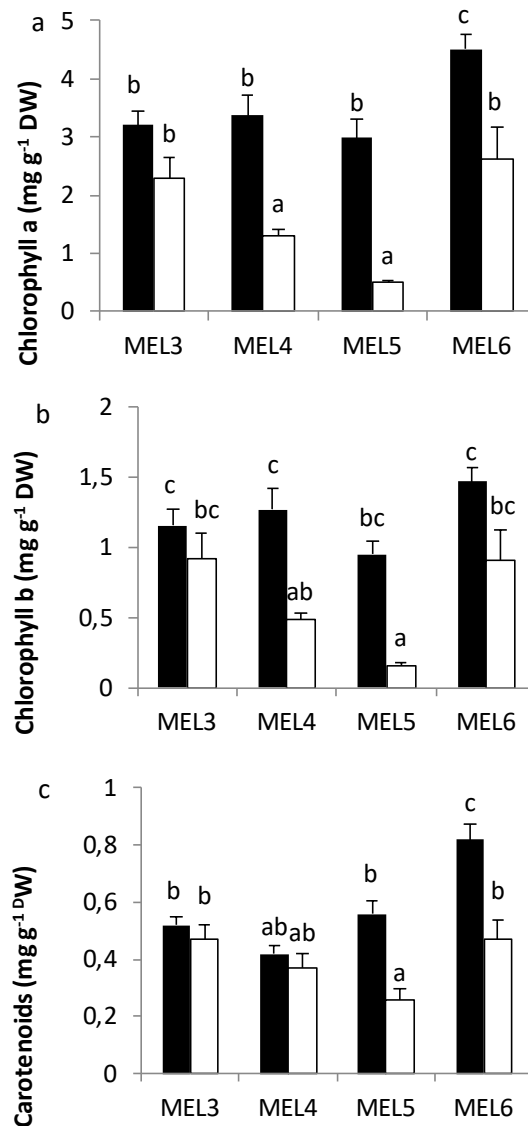 a
Chlorophyll a (mg g-1 DW)
5
4
3
2
1
0
b
b
b
a
b
a
c
b
MEL3 MEL4 MEL5 MEL6
b
Chlorophyll b (mg g-1 DW)
2
1,5
1
0,5
0
c
bc
c
ab
bc
a
c
bc
MEL3 MEL4 MEL5 MEL6
c
Carotenoids (mg g-1 DW)
1
0,8
0,6
0,4
0,2
0
b
b
ab
ab
b
a
c
b
MEL3 MEL4 MEL5 MEL6